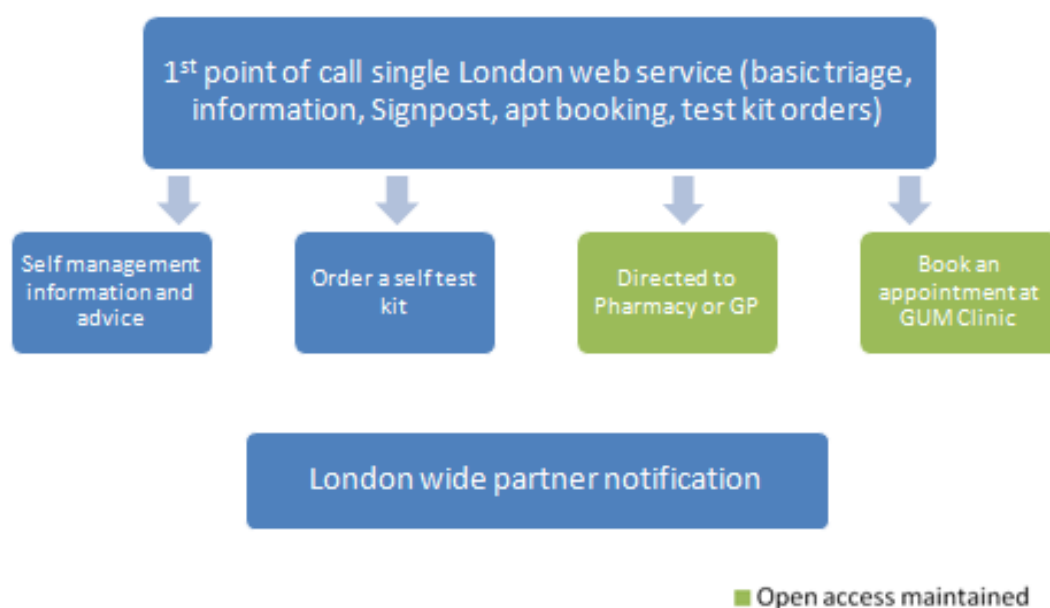 1st point of call single London web service (basic triage,
information, Signpost, apt booking, test kit orders)
Self management
information and
advice
Order a self test
kit
Directed to
Pharmacy or GP
Book an
appointment at
GUM Clinic
London wide partner notification
Open access maintained